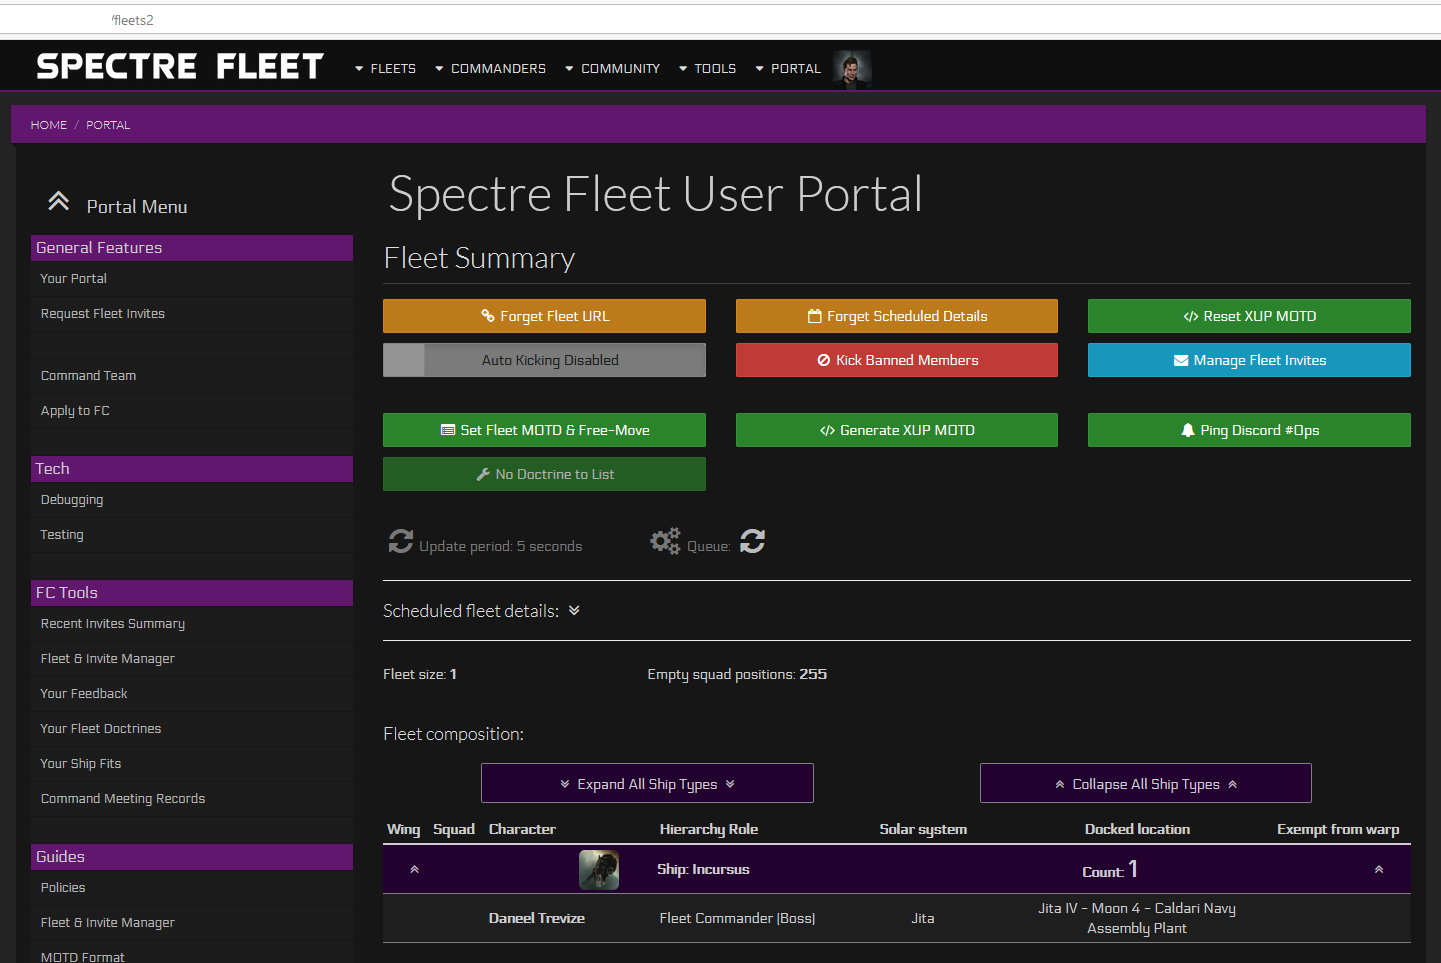 /fleets2
SPECTRE FLEET
FLEETS COMMANDERS COMMUNITY TOOLS PORTAL
HOME / PORTAL
Portal Menu
General Features
Your Portal
Request Fleet Invites
Command Team
Apply to FC
Tech
Debugging
Testing
FC Tools
Recent Invites Summary
Fleet & Invite Manager
Your Feedback
Your Fleet Doctrines
Your Ship Fits
Command Meeting Records
Guides
Policies
Fleet & Invite Manager
MOTD Format
Spectre Fleet User Portal
Fleet Summary
Forget Fleet URL Forget Scheduled Details </> Reset XUP MOTD
Auto Kicking Disabled Kick Banned Members Manage Fleet Invites
Set Fleet MOTD & Free-Move </> Generate XUP MOTD Ping Discord #Ops
No Doctrine to List
Update period: 5 seconds Queue:
Scheduled fleet details:
Fleet size: 1 Empty squad positions: 255
Fleet composition:
Expand All Ship Types Collapse All Ship Types
Wing Squad Character Hierarchy Role Solar system Docked location Exempt from warp
Ship: Incursus Count: 1
Daneel Trevize Fleet Commander (Boss) Jita Jita IV - Moon 4 - Caldari Navy
Assembly Plant